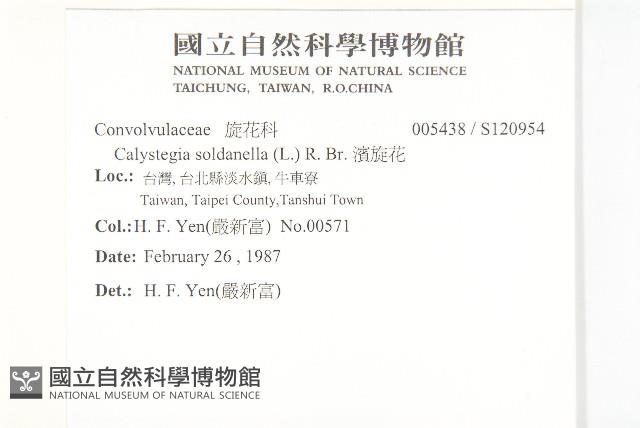 國立自然科學博物館
NATIONAL MUSEUM OF NATURAL SCIENCE
TAICHUNG, TAIWAN, R.O.CHINA
Convolvulaceae 旋花科 005438 / S120954
Calystegia soldanella (L.) R. Br. 濱旋花
Loc.: 台灣, 台北縣淡水鎮, 牛車寮
Taiwan, Taipei County,Tanshui Town
Col.: H. F. Yen(嚴新富) No.00571
Date: February 26 , 1987
Det.: H. F. Yen(嚴新富)
國立自然科學博物館
NATIONAL MUSEUM OF NATURAL SCIENCE